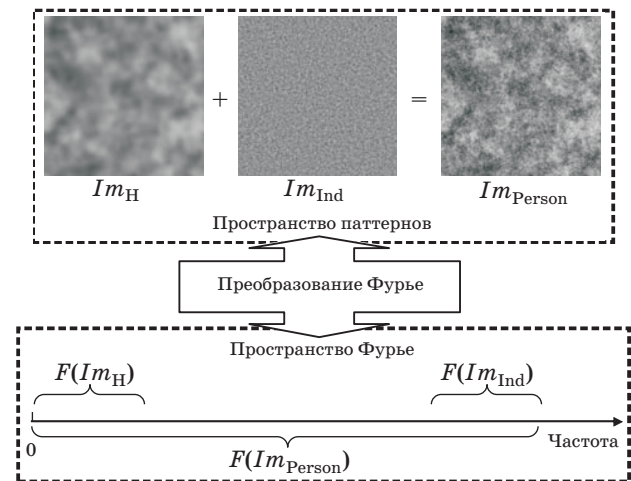 + =
Im_H Im_Ind Im_Person
Пространство паттернов
Преобразование Фурье
Пространство Фурье
F(Im_H) F(Im_Ind)
0 Частота
F(Im_Person)